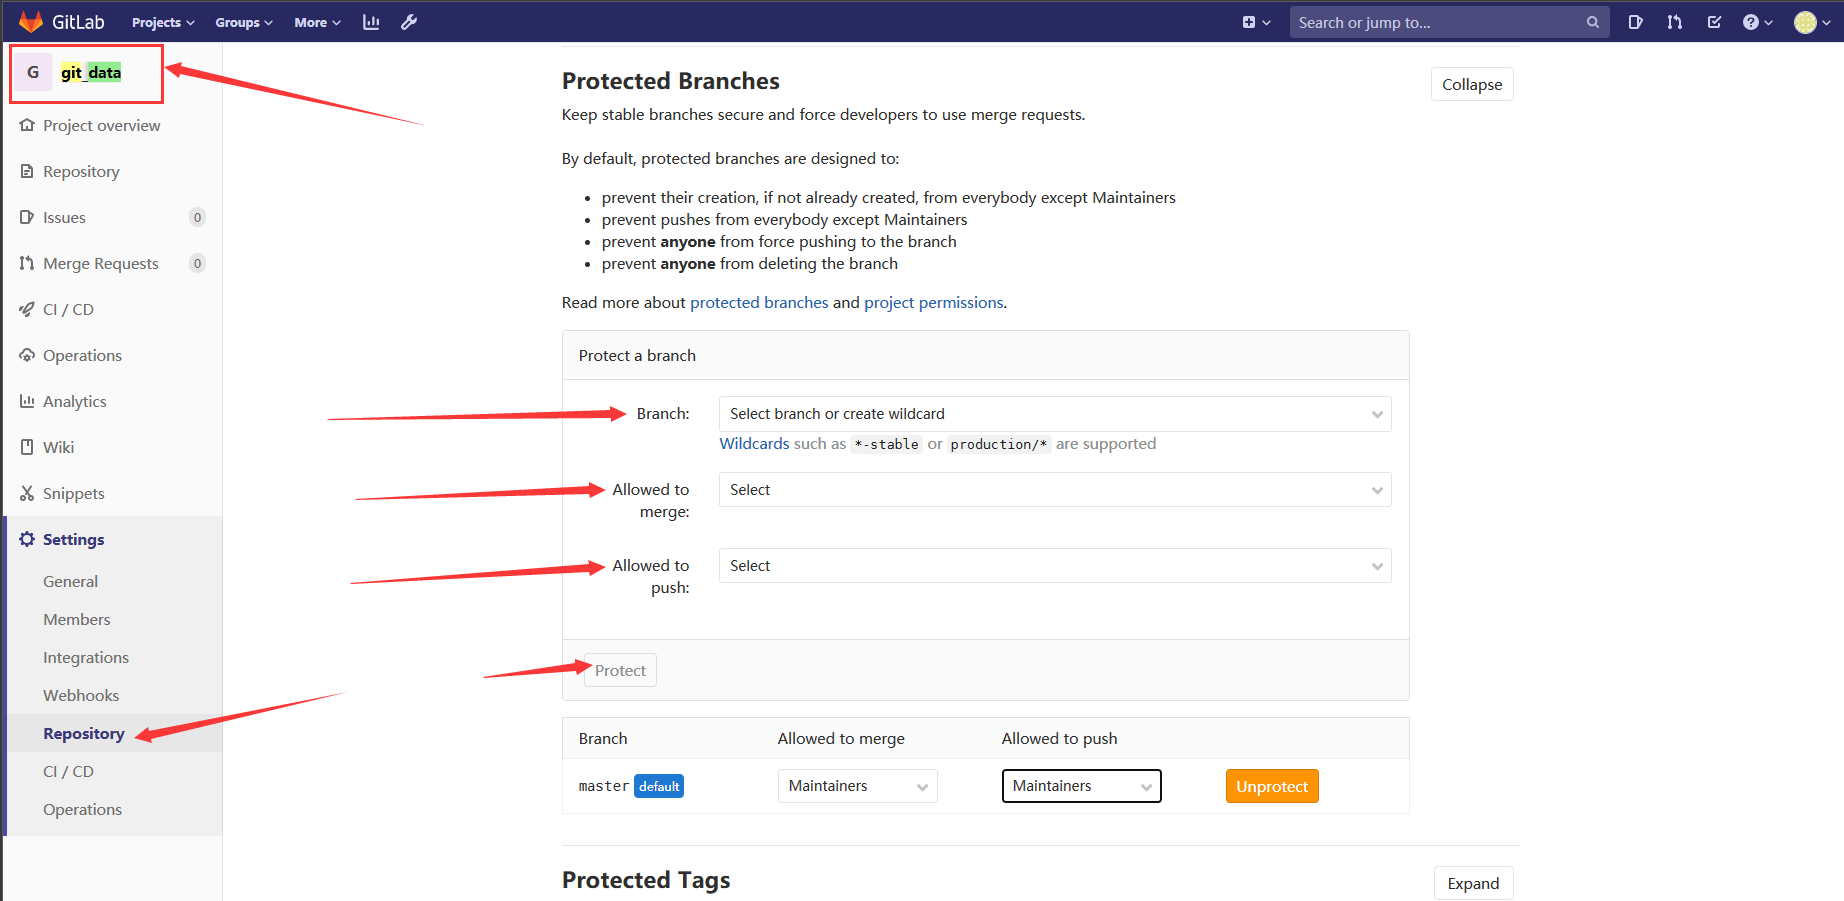 GitLab Projects Groups More Search or jump to...
G git_data
Project overview
Repository
Issues 0
Merge Requests 0
CI / CD
Operations
Analytics
Wiki
Snippets
Settings
General
Members
Integrations
Webhooks
Repository
CI / CD
Operations
Protected Branches
Collapse
Keep stable branches secure and force developers to use merge requests.
By default, protected branches are designed to:
• prevent their creation, if not already created, from everybody except Maintainers
• prevent pushes from everybody except Maintainers
• prevent anyone from force pushing to the branch
• prevent anyone from deleting the branch
Read more about protected branches and project permissions.
Protect a branch
Branch: Select branch or create wildcard
Wildcards such as *-stable or production/* are supported
Allowed to Select
merge:
Allowed to Select
push:
Protect
Branch Allowed to merge Allowed to push
master default Maintainers Maintainers Unprotect
Protected Tags
Expand